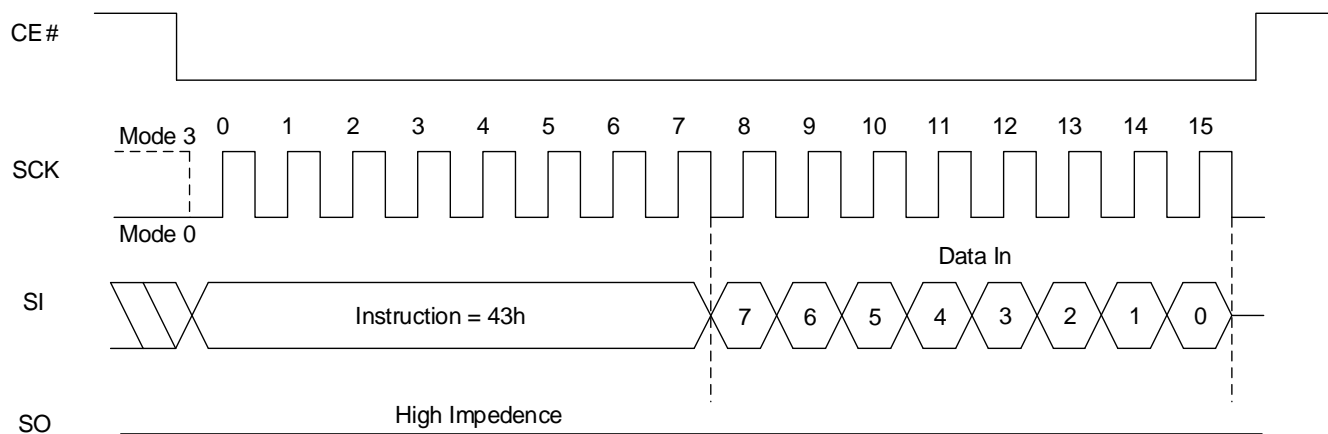 CE#
0 1 2 3 4 5 6 7 8 9 10 11 12 13 14 15
Mode 3
SCK
Mode 0
Data In
SI
Instruction = 43h
7 6 5 4 3 2 1 0
High Impedence
SO